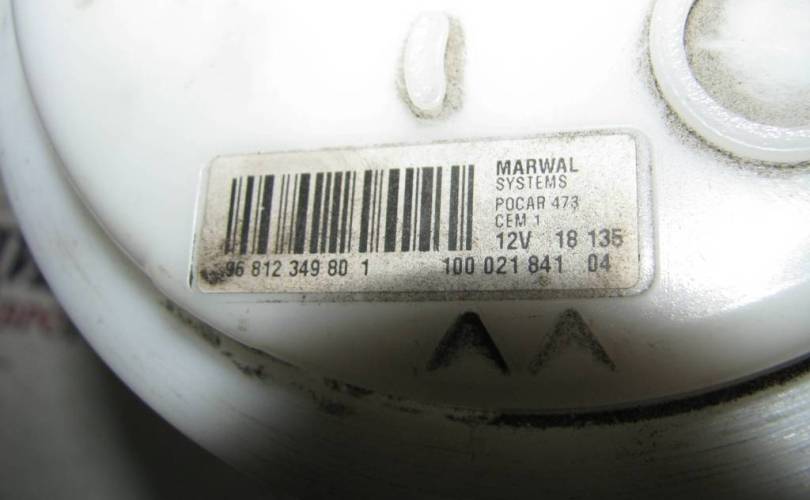 MARWAL
SYSTEMS
POCAR 473
CEM 1
12V 18 135
96 812 349 80 1 100 021 841 04